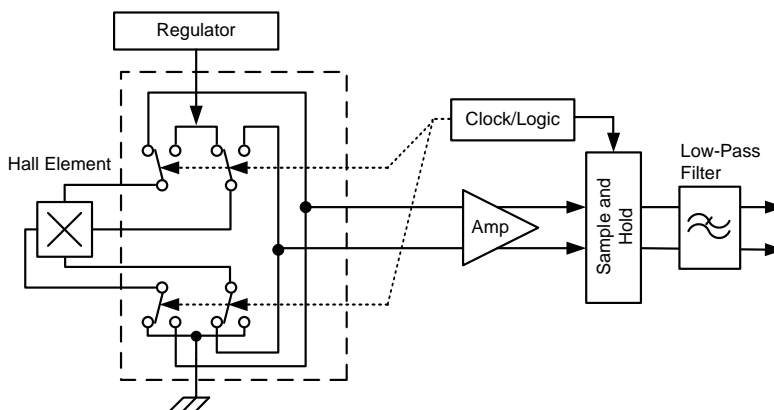 Regulator
Clock/Logic
Hall Element
Low-Pass
Filter
Amp
Sample and
Hold